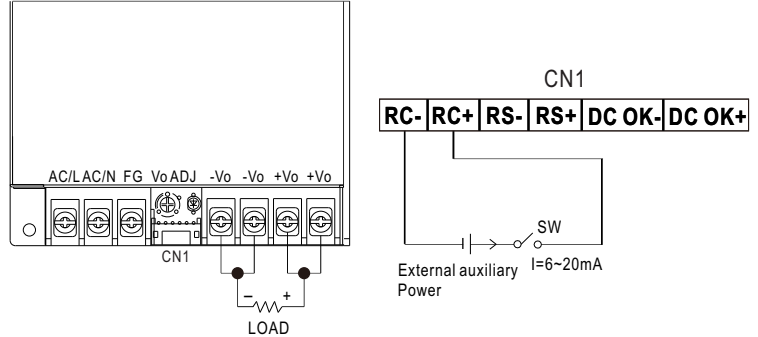 AC/L AC/N FG Vo ADJ -Vo -Vo +Vo +Vo
CN1
– +
LOAD
CN1
RC- RC+ RS- RS+ DC OK- DC OK+
SW
I=6~20mA
External auxiliary
Power